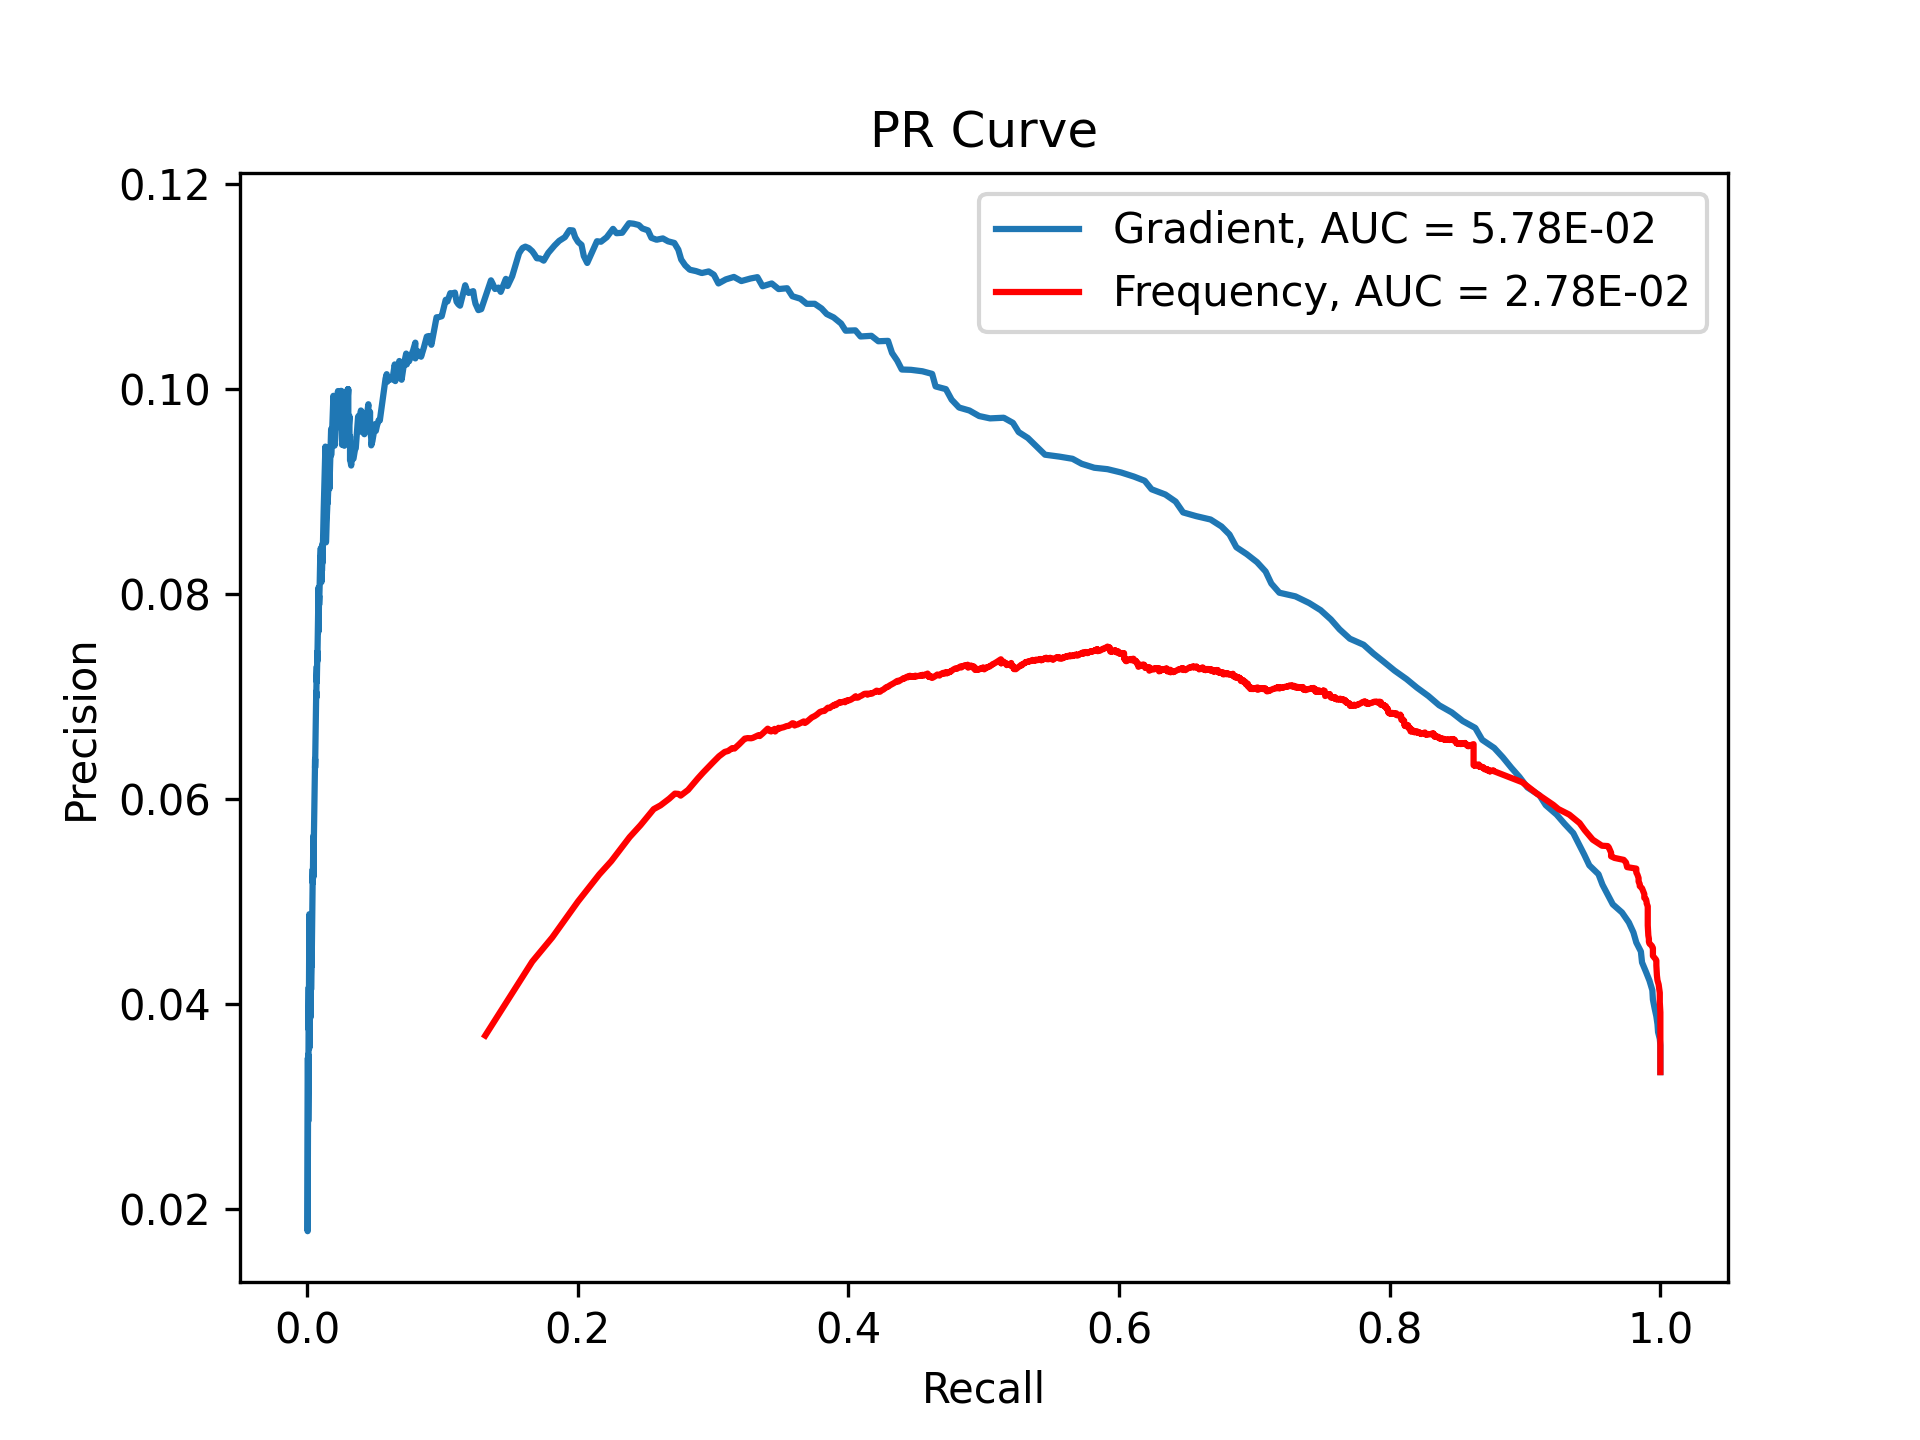 PR Curve
Gradient, AUC = 5.78E-02
Frequency, AUC = 2.78E-02
0.12
0.10
0.08
0.06
0.04
0.02
Precision
0.0 0.2 0.4 0.6 0.8 1.0
Recall